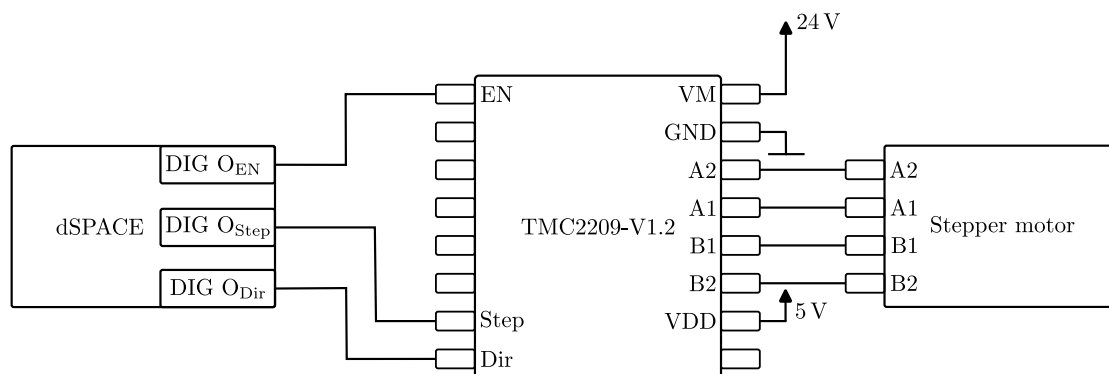 24 V
EN
VM
GND
DIG O_EN
A2
A2
dSPACE
DIG O_Step
A1
A1
TMC2209-V1.2
Stepper motor
B1
B1
DIG O_Dir
B2
B2
5 V
Step
VDD
Dir